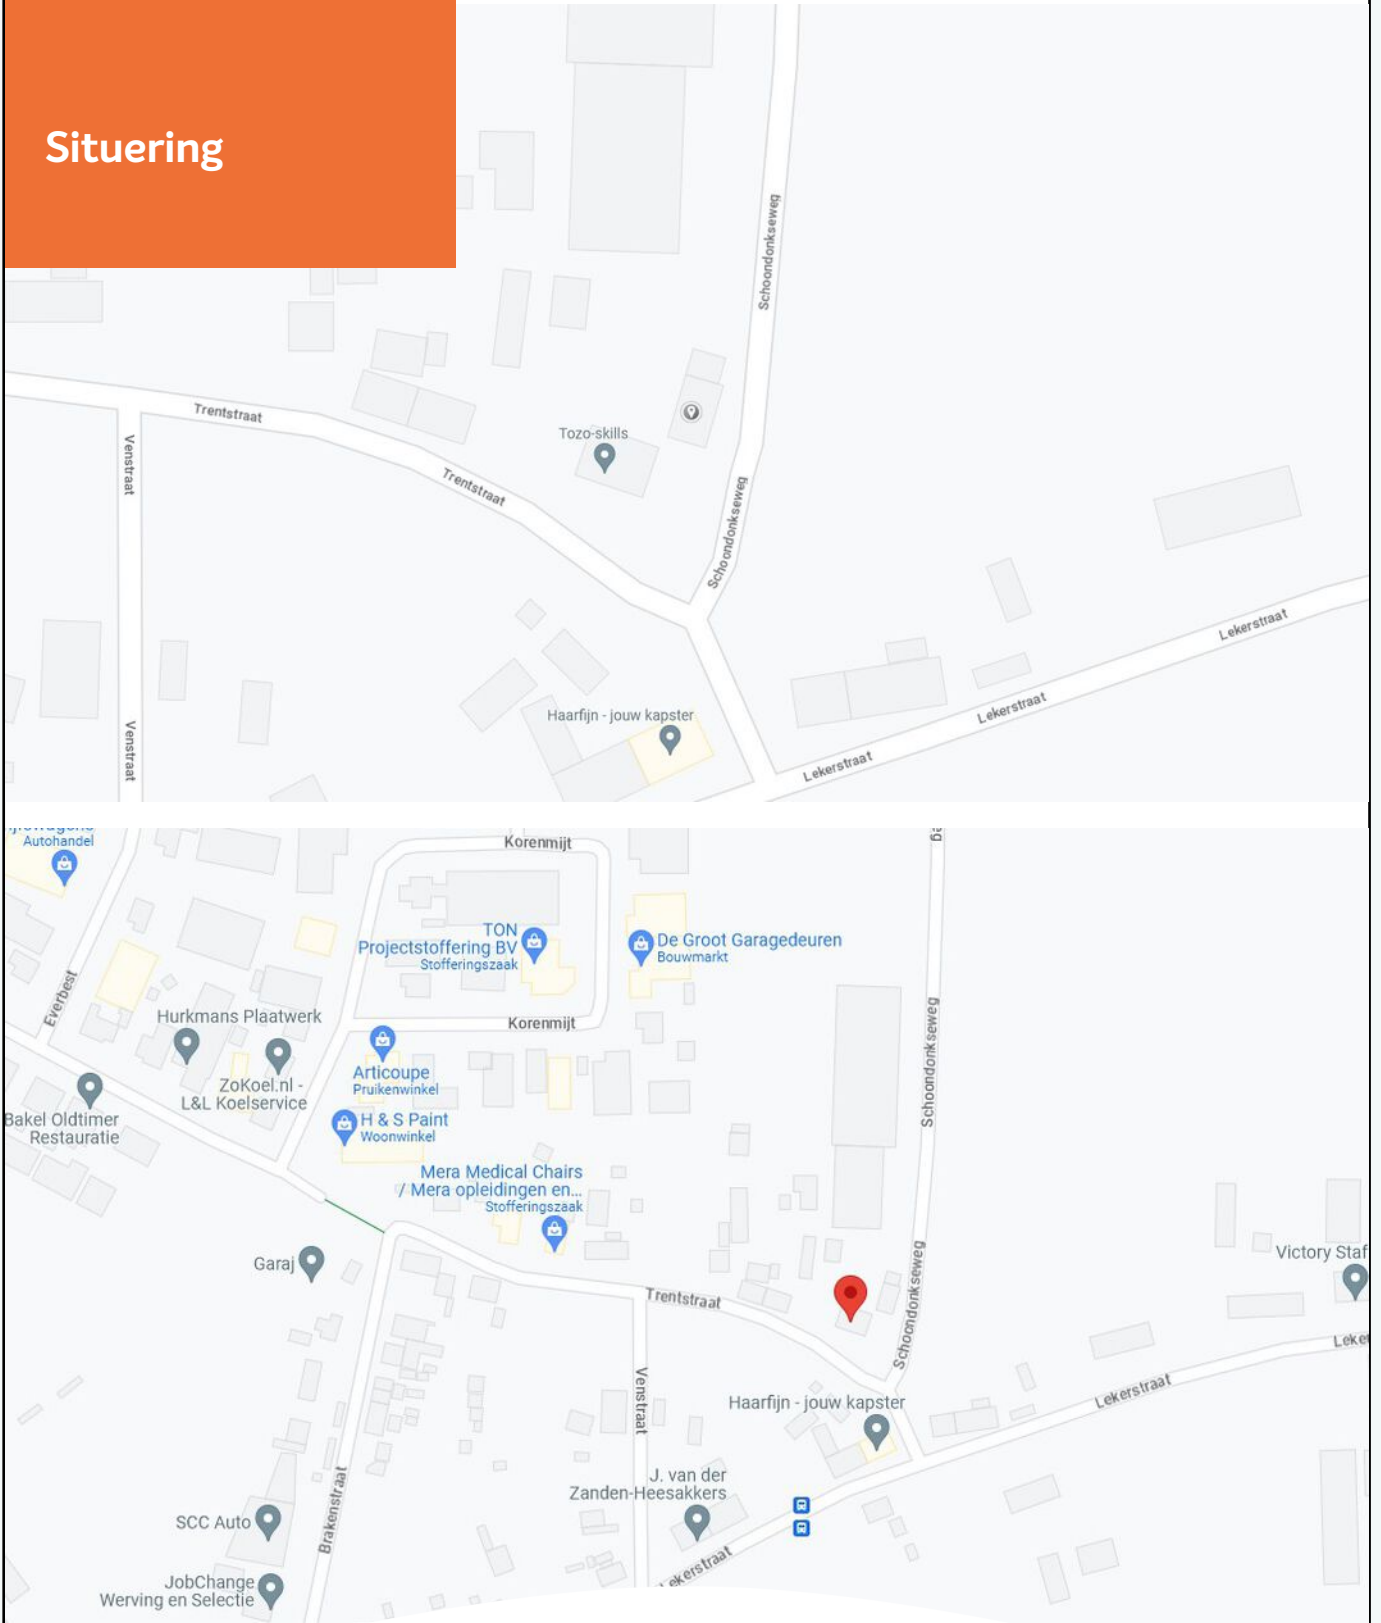 Situering
Schoondonkseweg
Trentstraat
Venstraat
Tozo-skills
Trentstraat
Schoondonkseweg
Lekerstraat
Lekerstraat
Haarfijn - jouw kapster
Venstraat
Lekerstraat
Autohandel
Korenmijt
TON
Projectstoffering BV
Stofferingszaak
De Groot Garagedeuren
Bouwmarkt
Everbest
Hurkmans Plaatwerk
Korenmijt
Schoondonkseweg
Articoupe
Pruikenwinkel
ZoKoel.nl -
L&L Koelservice
Bakel Oldtimer
Restauratie
H & S Paint
Woonwinkel
Mera Medical Chairs
/ Mera opleidingen en...
Stofferingszaak
Garaj
Victory Staf
Trentstraat
Schoondonkseweg
Leker
Venstraat
Lekerstraat
Haarfijn - jouw kapster
J. van der
Zanden-Heesakkers
SCC Auto
Brakenstraat
Lekerstraat
JobChange
Werving en Selectie